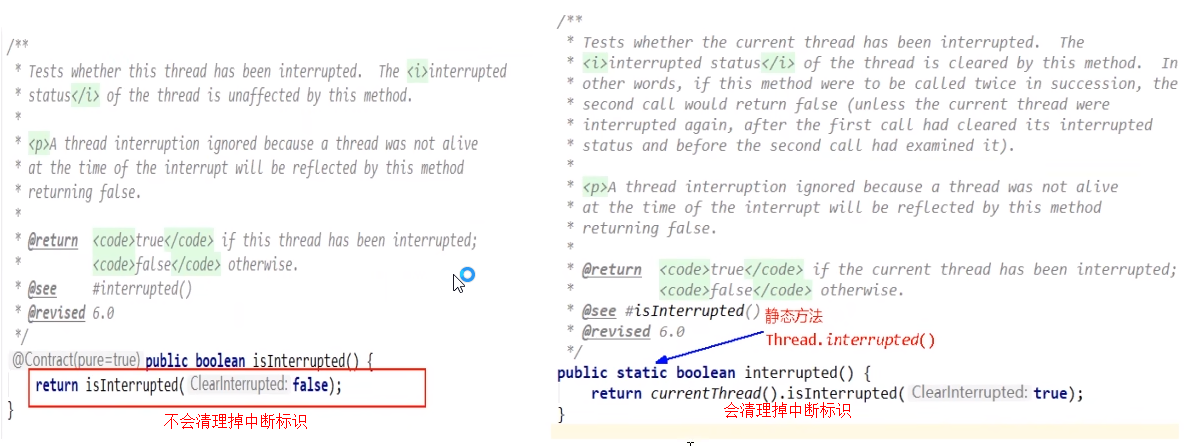 /**
* Tests whether this thread has been interrupted.  The <i>interrupted
* status</i> of the thread is unaffected by this method.
*
* <p>A thread interruption ignored because a thread was not alive
* at the time of the interrupt will be reflected by this method
* returning false.
*
* @return  <code>true</code> if this thread has been interrupted;
*          <code>false</code> otherwise.
* @see     #interrupted()
* @revised 6.0
*/
@Contract(pure=true) public boolean isInterrupted() {
return isInterrupted( ClearInterrupted: false);
}
不会清理掉中断标识
/**
* Tests whether the current thread has been interrupted.  The
* <i>interrupted status</i> of the thread is cleared by this method.  In
* other words, if this method were to be called twice in succession, the
* second call would return false (unless the current thread were
* interrupted again, after the first call had cleared its interrupted
* status and before the second call had examined it).
*
* <p>A thread interruption ignored because a thread was not alive
* at the time of the interrupt will be reflected by this method
* returning false.
*
* @return  <code>true</code> if the current thread has been interrupted;
*          <code>false</code> otherwise.
* @see #isInterrupted()
* @revised 6.0
*/
静态方法
Thread.interrupted()
public static boolean interrupted() {
return currentThread().isInterrupted( ClearInterrupted: true);
}
会清理掉中断标识